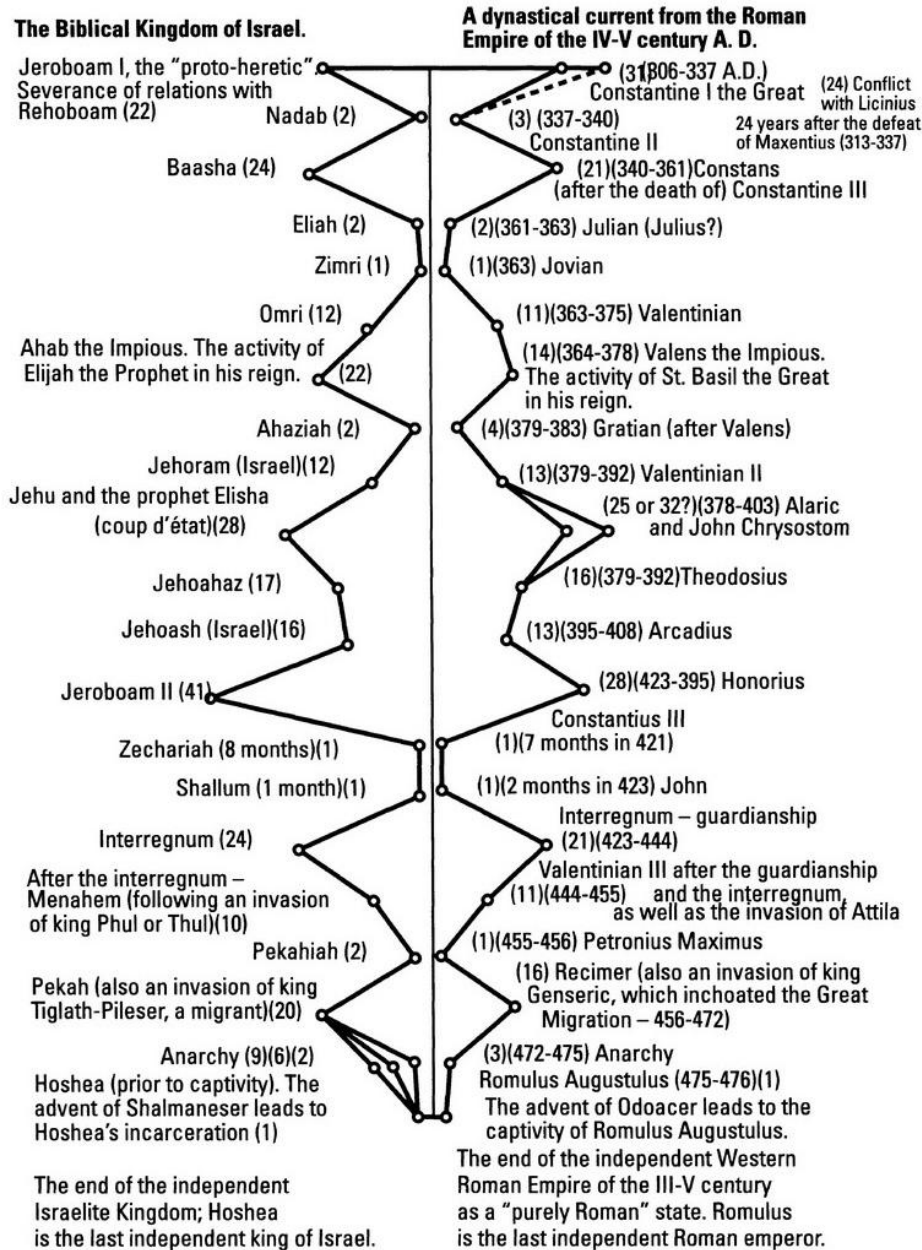 The Biblical Kingdom of Israel.
A dynastical current from the Roman
Empire of the IV-V century A. D.
Jeroboam I, the “proto-heretic”.
Severance of relations with
Rehoboam (22)
(31)(306-337 A.D.)
Constantine I the Great
(24) Conflict
with Licinius
24 years after the defeat
of Maxentius (313-337)
Nadab (2)
(3) (337-340)
Constantine II
Baasha (24)
(21)(340-361)Constans
(after the death of) Constantine III
Eliah (2)
(2)(361-363) Julian (Julius?)
Zimri (1)
(1)(363) Jovian
Omri (12)
(11)(363-375) Valentinian
Ahab the Impious. The activity of
Elijah the Prophet in his reign. (22)
(14)(364-378) Valens the Impious.
The activity of St. Basil the Great
in his reign.
Ahaziah (2)
(4)(379-383) Gratian (after Valens)
Jehoram (Israel)(12)
(13)(379-392) Valentinian II
Jehu and the prophet Elisha
(coup d’état)(28)
(25 or 32?)(378-403) Alaric
and John Chrysostom
Jehoahaz (17)
(16)(379-392)Theodosius
Jehoash (Israel)(16)
(13)(395-408) Arcadius
Jeroboam II (41)
(28)(423-395) Honorius
Zechariah (8 months)(1)
Constantius III
(1)(7 months in 421)
Shallum (1 month)(1)
(1)(2 months in 423) John
Interregnum (24)
Interregnum – guardianship
(21)(423-444)
After the interregnum –
Menahem (following an invasion
of king Phul or Thul)(10)
Valentinian III after the guardianship
(11)(444-455) and the interregnum,
as well as the invasion of Attila
Pekahiah (2)
(1)(455-456) Petronius Maximus
Pekah (also an invasion of king
Tiglath-Pileser, a migrant)(20)
(16) Recimer (also an invasion of king
Genseric, which inchoated the Great
Migration – 456-472)
Anarchy (9)(6)(2)
(3)(472-475) Anarchy
Hoshea (prior to captivity). The
advent of Shalmaneser leads to
Hoshea’s incarceration (1)
Romulus Augustulus (475-476)(1)
The advent of Odoacer leads to the
captivity of Romulus Augustulus.
The end of the independent
Israelite Kingdom; Hoshea
is the last independent king of Israel.
The end of the independent Western
Roman Empire of the III-V century
as a “purely Roman” state. Romulus
is the last independent Roman emperor.